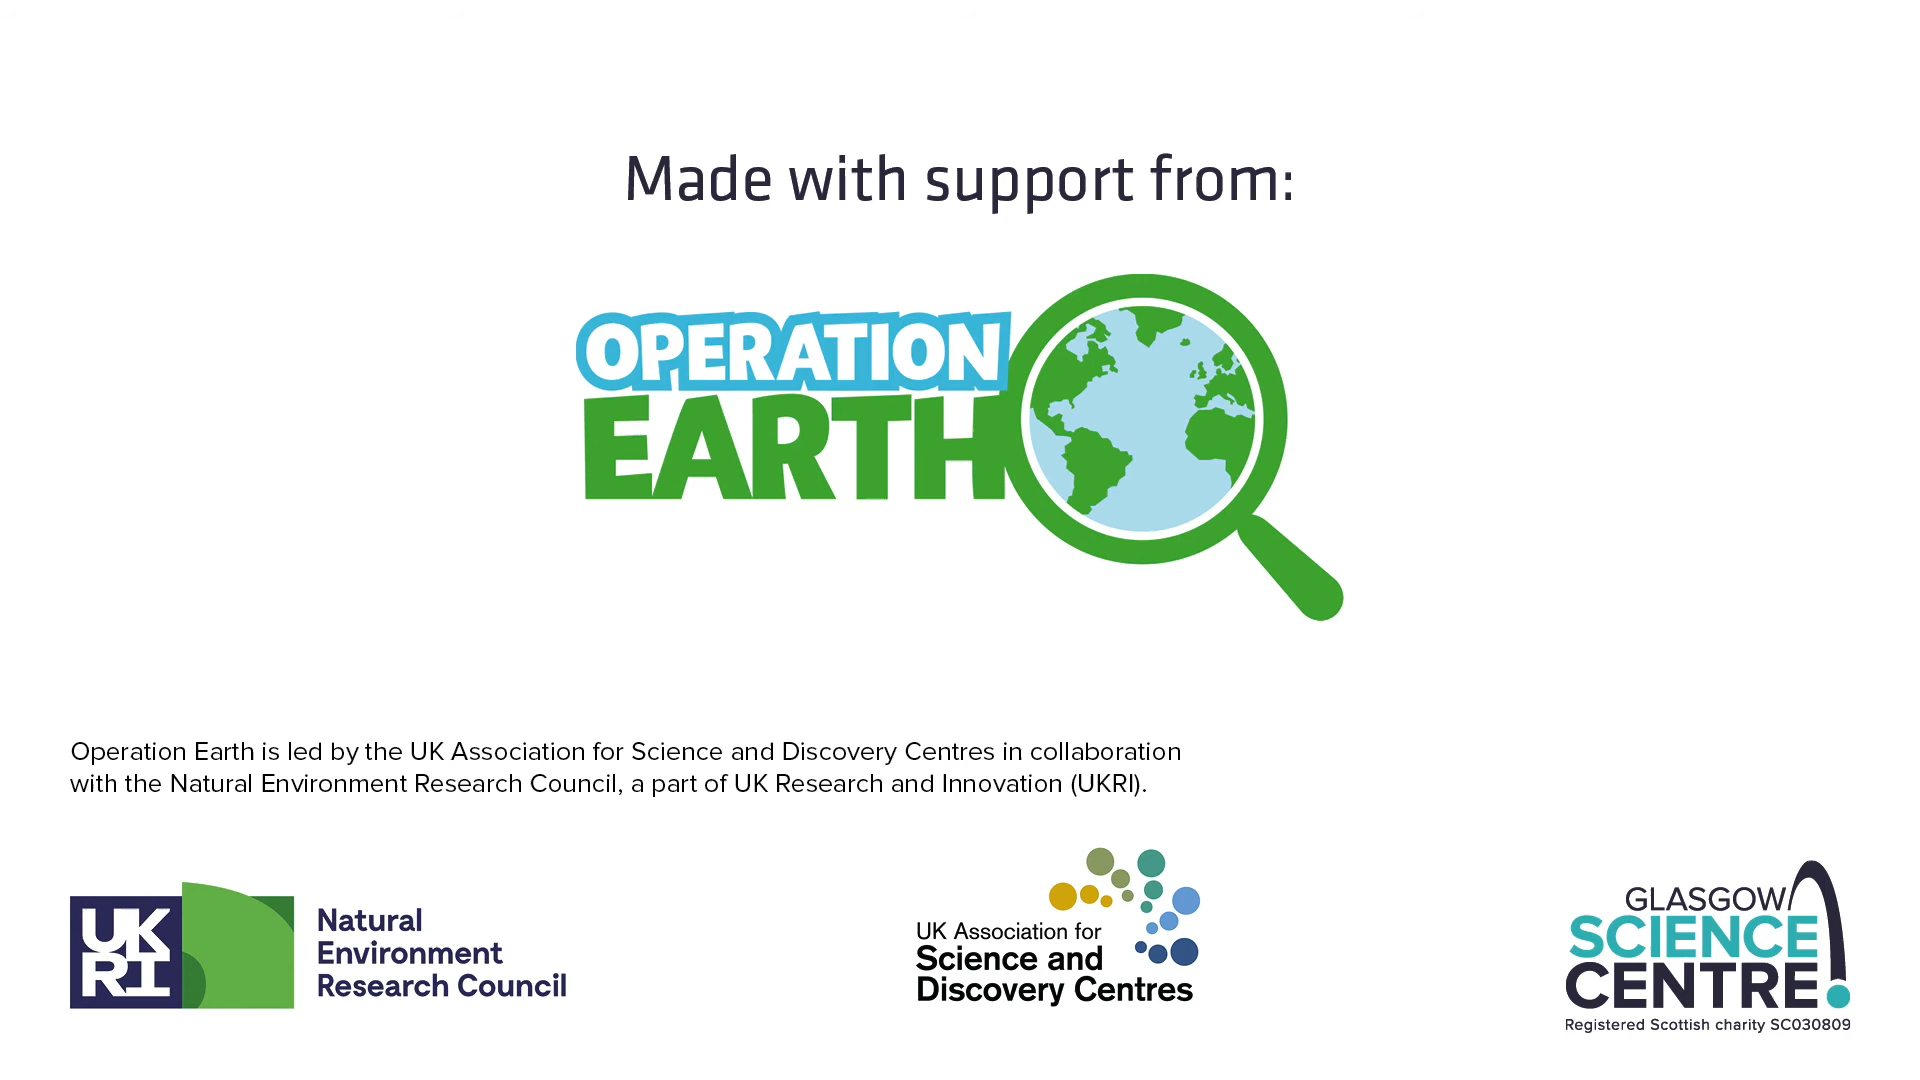 Made with support from:
OPERATION
EARTH
Operation Earth is led by the UK Association for Science and Discovery Centres in collaboration
with the Natural Environment Research Council, a part of UK Research and Innovation (UKRI).
UK
RI
Natural
Environment
Research Council
UK Association for
Science and
Discovery Centres
GLASGOW
SCIENCE
CENTRE
Registered Scottish charity SC030809